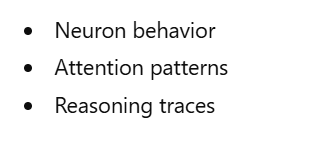 • Neuron behavior
• Attention patterns
• Reasoning traces